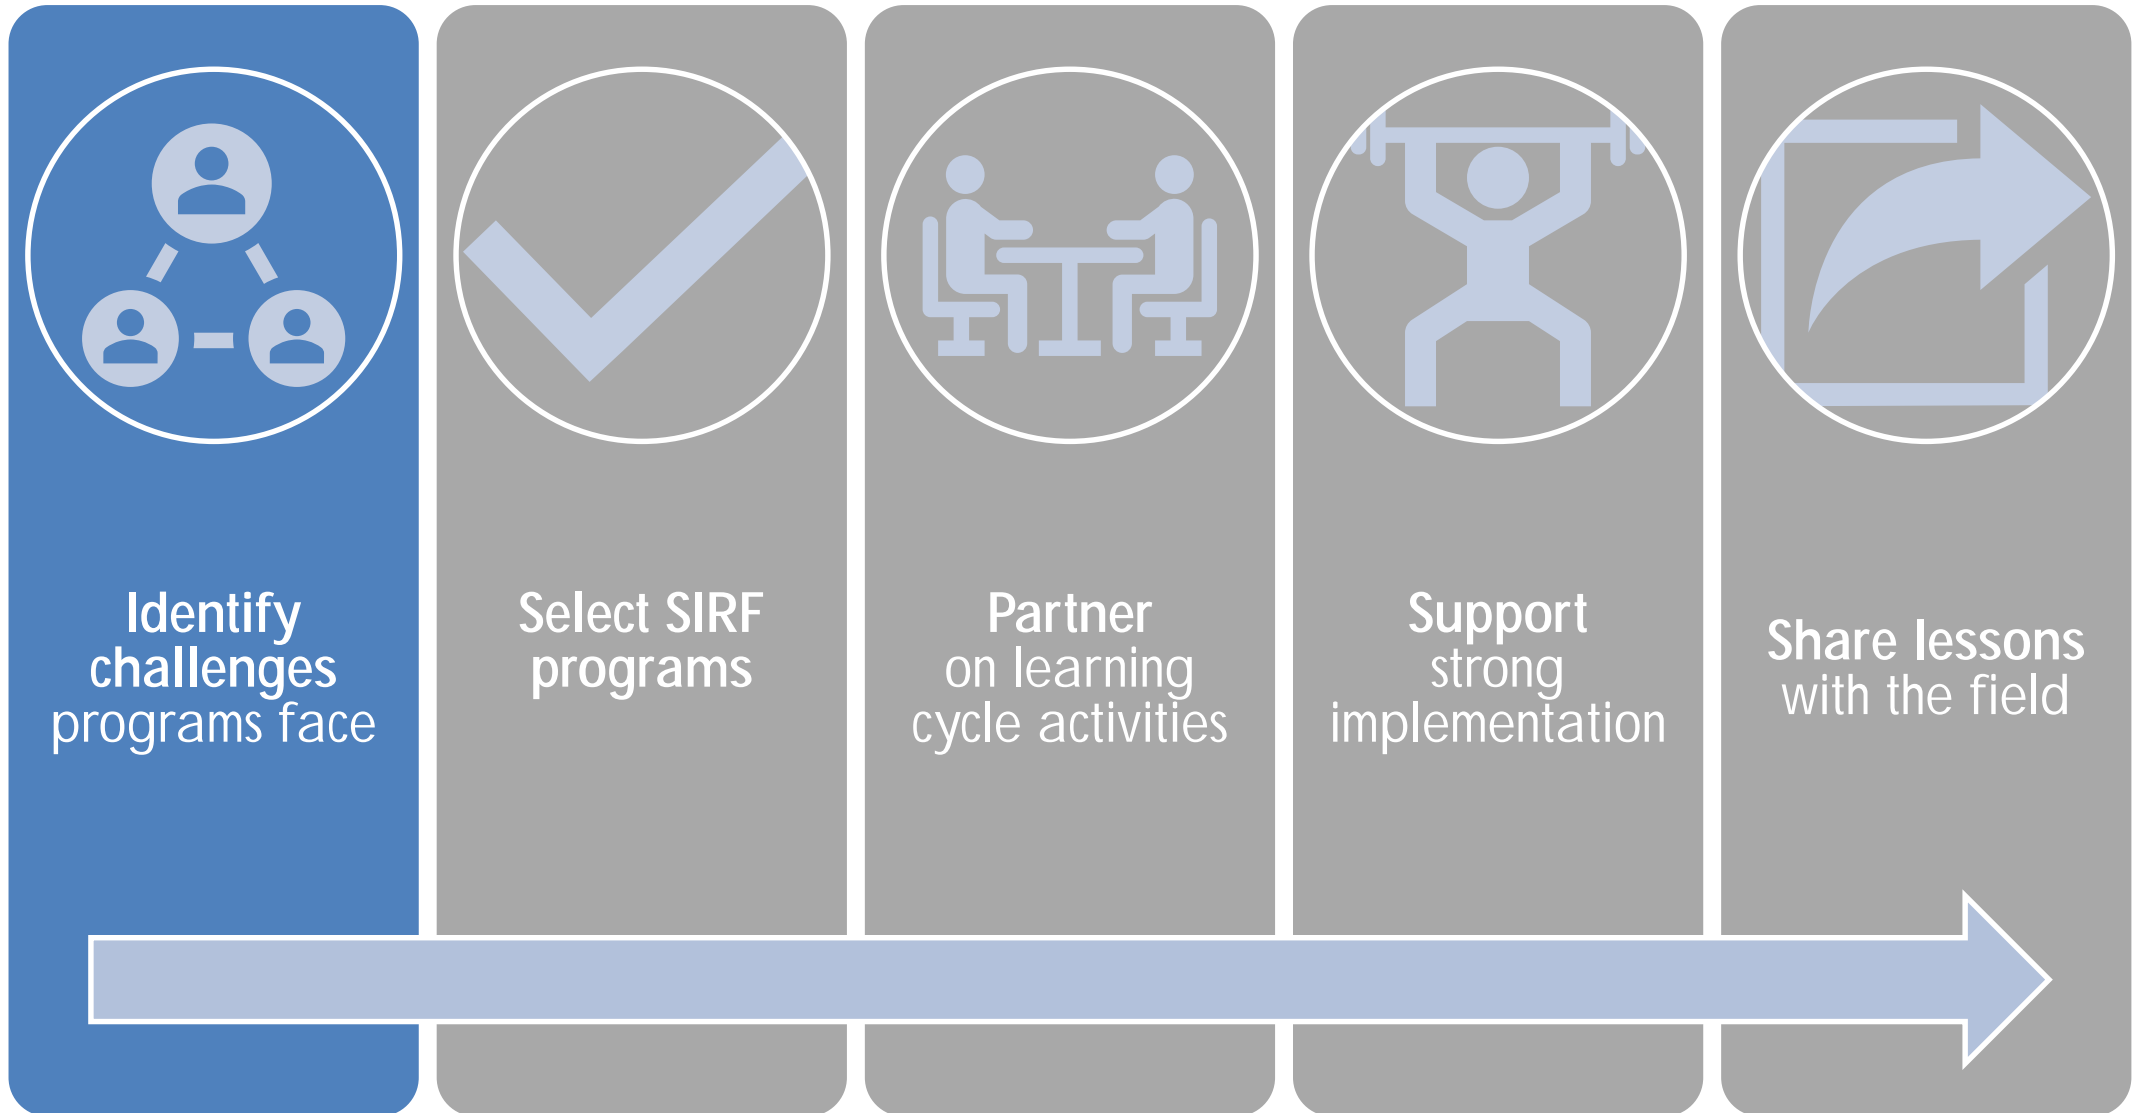 Identify
challenges
programs face
Select SIRF
programs
Partner
on learning
cycle activities
Support
strong
implementation
Share lessons
with the field